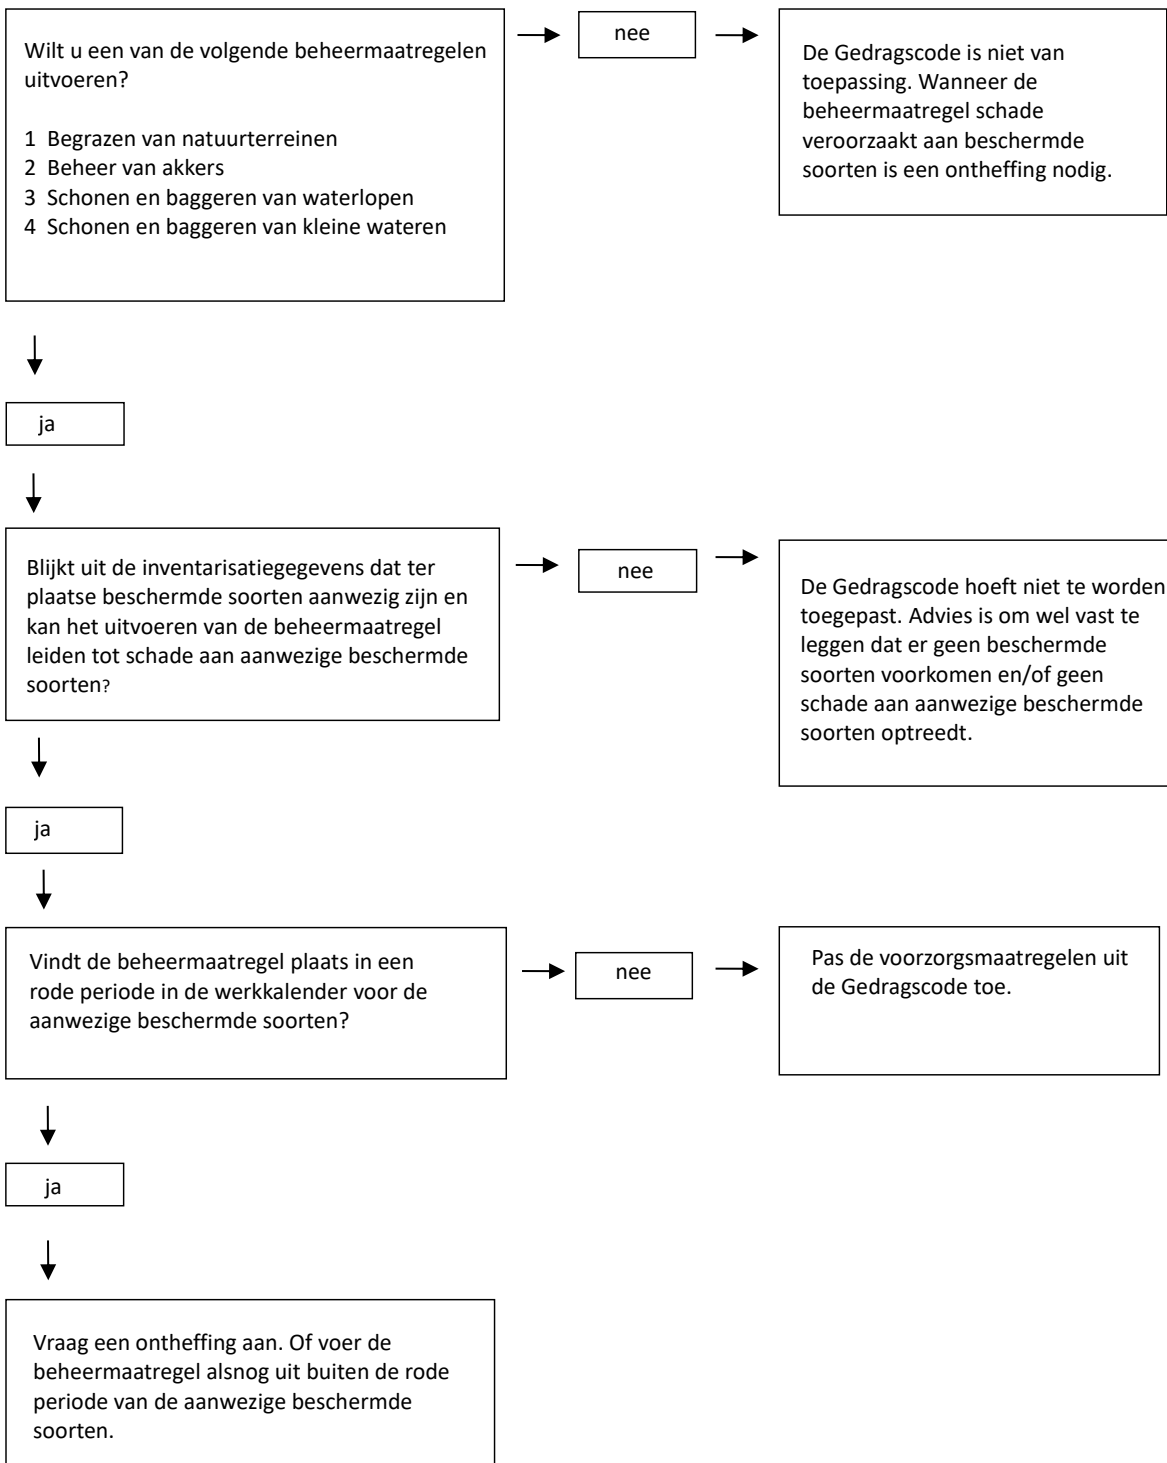 Wilt u een van de volgende beheermaatregelen
uitvoeren?
1 Begrazen van natuurterreinen
2 Beheer van akkers
3 Schonen en baggeren van waterlopen
4 Schonen en baggeren van kleine wateren
nee
De Gedragscode is niet van
toepassing. Wanneer de
beheermaatregel schade
veroorzaakt aan beschermde
soorten is een ontheffing nodig.
ja
Blijkt uit de inventarisatiegegevens dat ter
plaatse beschermde soorten aanwezig zijn en
kan het uitvoeren van de beheermaatregel
leiden tot schade aan aanwezige beschermde
soorten?
nee
De Gedragscode hoeft niet te worden
toegepast. Advies is om wel vast te
leggen dat er geen beschermde
soorten voorkomen en/of geen
schade aan aanwezige beschermde
soorten optreedt.
ja
Vindt de beheermaatregel plaats in een
rode periode in de werkkalender voor de
aanwezige beschermde soorten?
nee
Pas de voorzorgsmaatregelen uit
de Gedragscode toe.
ja
Vraag een ontheffing aan. Of voer de
beheermaatregel alsnog uit buiten de rode
periode van de aanwezige beschermde
soorten.